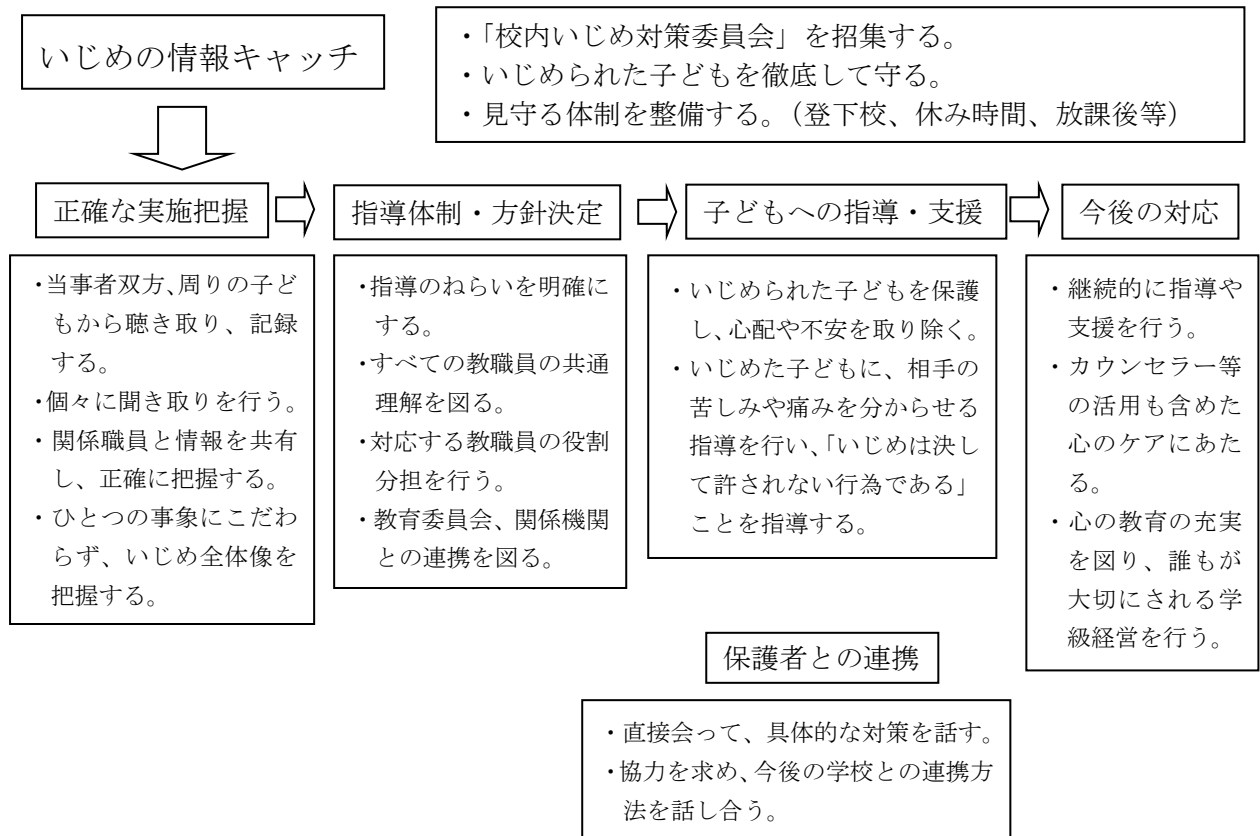 いじめの情報キャッチ
・「校内いじめ対策委員会」を招集する。
・いじめられた子どもを徹底して守る。
・見守る体制を整備する。（登下校、休み時間、放課後等）
正確な実施把握
指導体制・方針決定
子どもへの指導・支援
今後の対応
・当事者双方、周りの子ど
もから聴き取り、記録
する。
・個々に聞き取りを行う。
・関係職員と情報を共有
し、正確に把握する。
・ひとつの事象にこだわ
らず、いじめ全体像を
把握する。
・指導のねらいを明確に
する。
・すべての教職員の共通
理解を図る。
・対応する教職員の役割
分担を行う。
・教育委員会、関係機関
との連携を図る。
・いじめられた子どもを保護
し、心配や不安を取り除く。
・いじめた子どもに、相手の
苦しみや痛みを分からせる
指導を行い、「いじめは決し
て許されない行為である」
ことを指導する。
・継続的に指導や
支援を行う。
・カウンセラー等
の活用も含めた
心のケアにあた
る。
・心の教育の充実
を図り、誰もが
大切にされる学
級経営を行う。
保護者との連携
・直接会って、具体的な対策を話す。
・協力を求め、今後の学校との連携方
法を話し合う。